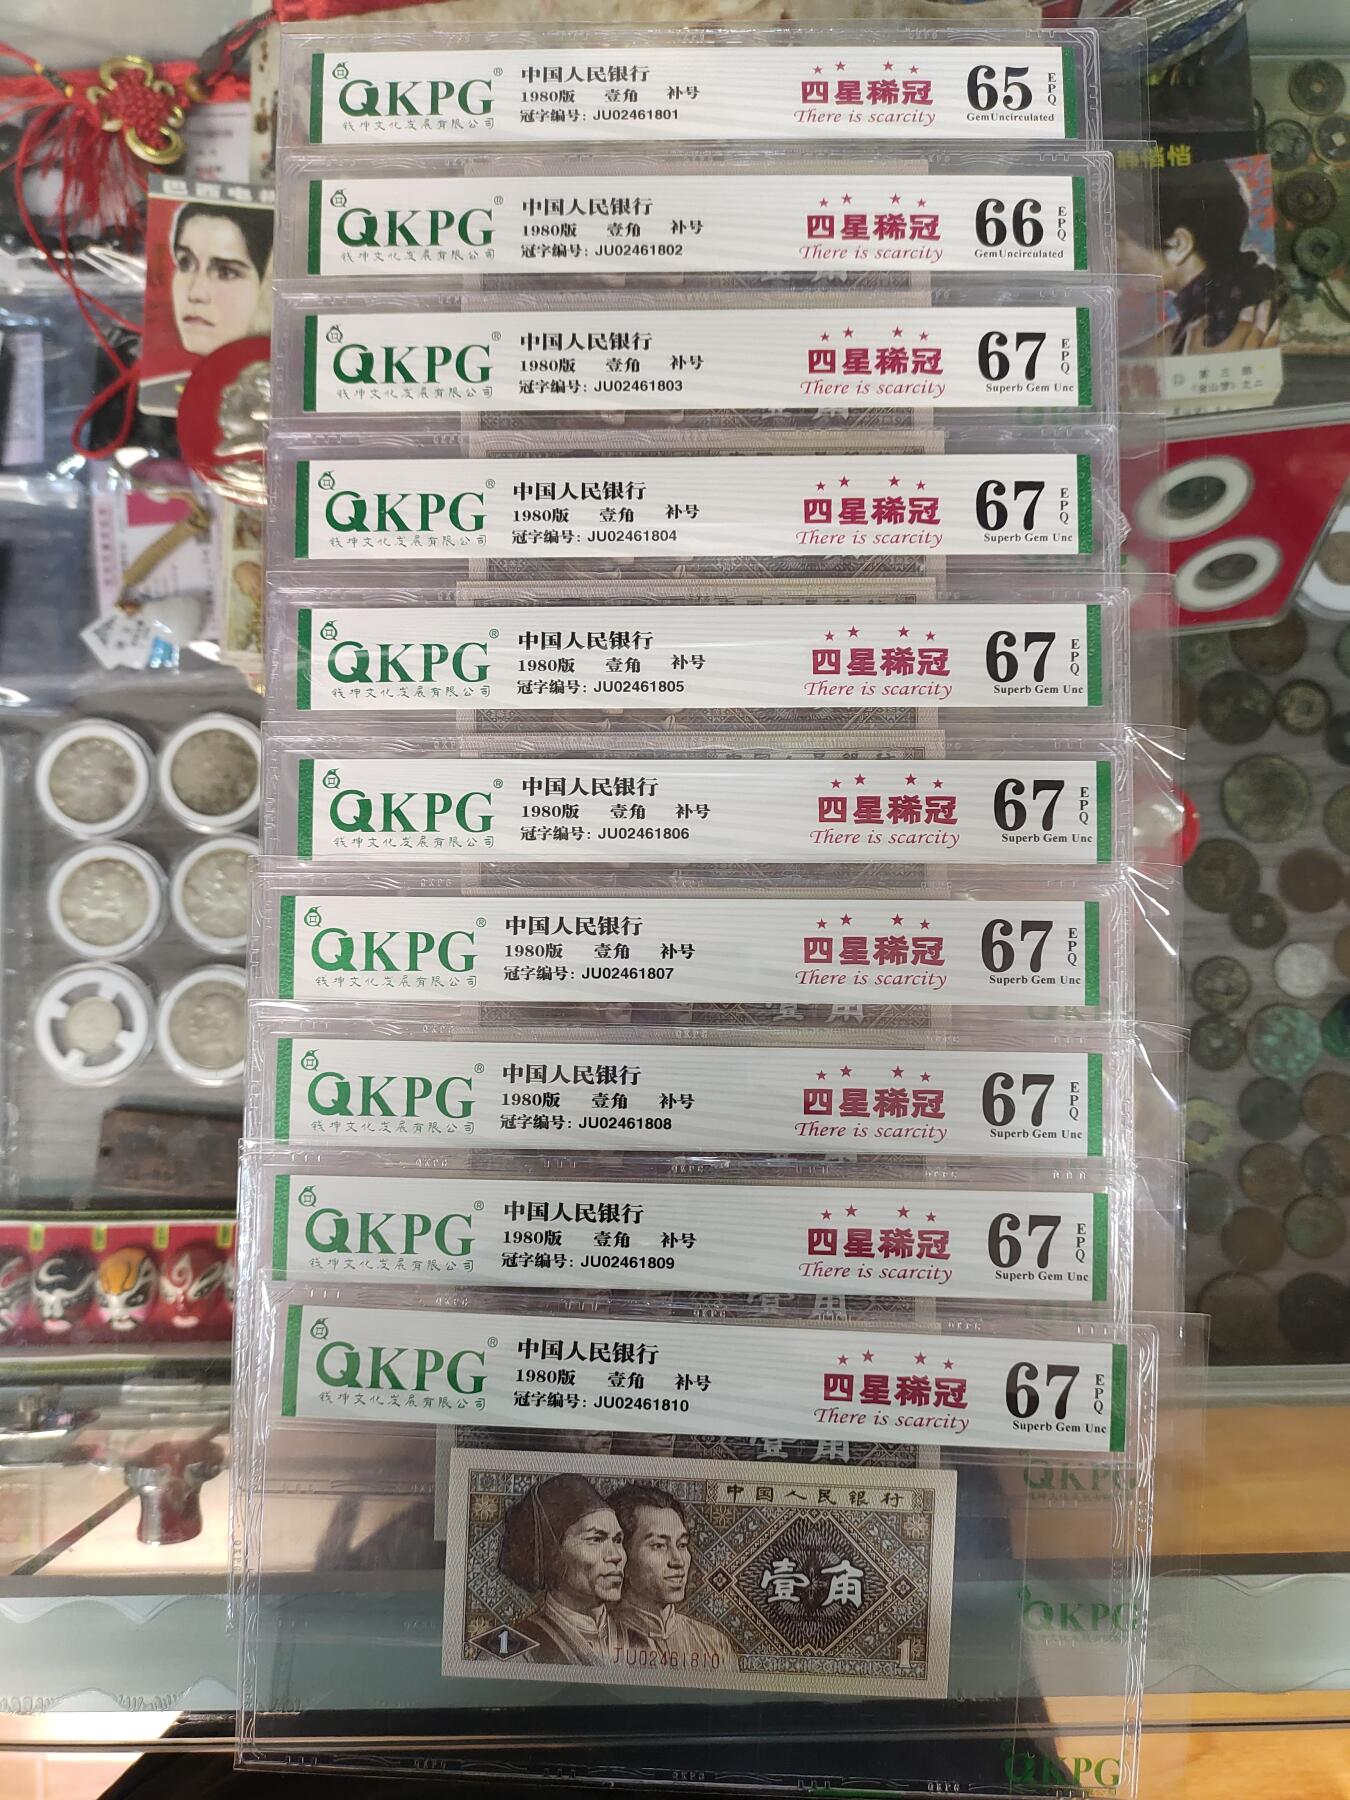 QKPG®
钱坤文化发展有限公司
中国人民银行
1980版 壹角 补号
冠字编号: JU02461801
四星稀冠
There is scarcity
65 EPQ
Gem Uncirculated
QKPG®
钱坤文化发展有限公司
中国人民银行
1980版 壹角 补号
冠字编号: JU02461802
四星稀冠
There is scarcity
66 EPQ
Gem Uncirculated
QKPG®
钱坤文化发展有限公司
中国人民银行
1980版 壹角 补号
冠字编号: JU02461803
四星稀冠
There is scarcity
67 EPQ
Superb Gem Unc
QKPG®
钱坤文化发展有限公司
中国人民银行
1980版 壹角 补号
冠字编号: JU02461804
四星稀冠
There is scarcity
67 EPQ
Superb Gem Unc
QKPG®
钱坤文化发展有限公司
中国人民银行
1980版 壹角 补号
冠字编号: JU02461805
四星稀冠
There is scarcity
67 EPQ
Superb Gem Unc
QKPG®
钱坤文化发展有限公司
中国人民银行
1980版 壹角 补号
冠字编号: JU02461806
四星稀冠
There is scarcity
67 EPQ
Superb Gem Unc
QKPG®
钱坤文化发展有限公司
中国人民银行
1980版 壹角 补号
冠字编号: JU02461807
四星稀冠
There is scarcity
67 EPQ
Superb Gem Unc
QKPG®
钱坤文化发展有限公司
中国人民银行
1980版 壹角 补号
冠字编号: JU02461808
四星稀冠
There is scarcity
67 EPQ
Superb Gem Unc
QKPG®
钱坤文化发展有限公司
中国人民银行
1980版 壹角 补号
冠字编号: JU02461809
四星稀冠
There is scarcity
67 EPQ
Superb Gem Unc
QKPG®
钱坤文化发展有限公司
中国人民银行
1980版 壹角 补号
冠字编号: JU02461810
四星稀冠
There is scarcity
67 EPQ
Superb Gem Unc
中国人民银行
壹角
1
JU02461810
1
QKPG
QKPG
QKPG